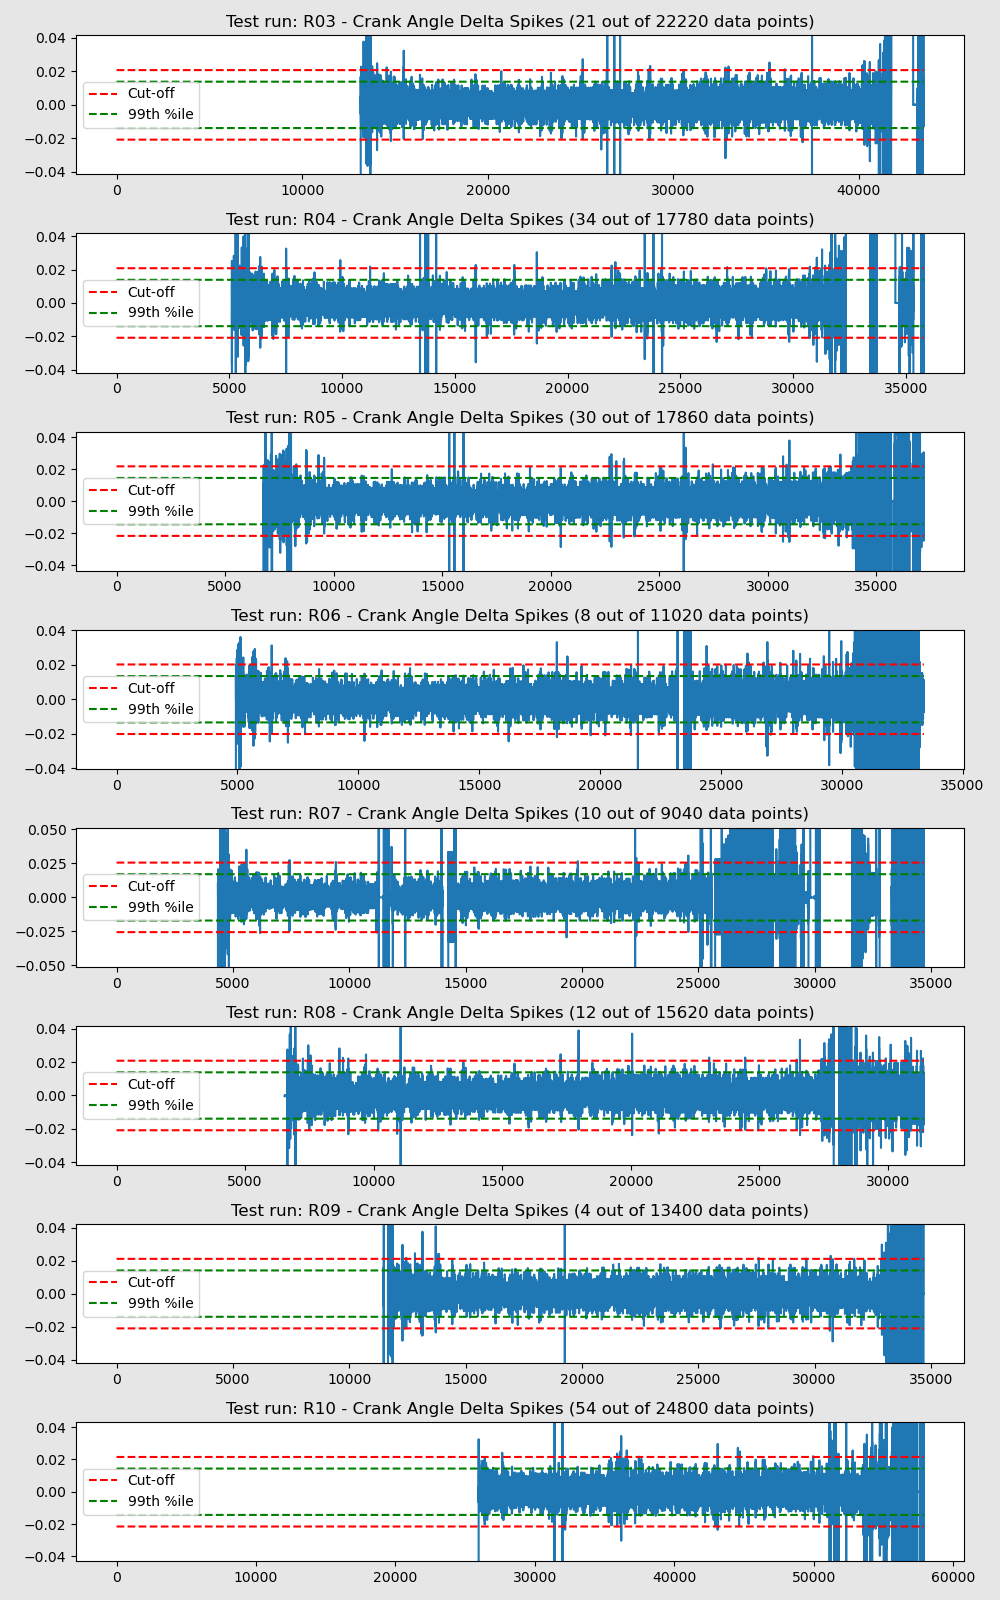 Test run: R03 - Crank Angle Delta Spikes (21 out of 22220 data points)
0.04
0.02
0.00
−0.02
−0.04
Cut-off
99th %ile
0 10000 20000 30000 40000
Test run: R04 - Crank Angle Delta Spikes (34 out of 17780 data points)
0.04
0.02
0.00
−0.02
−0.04
Cut-off
99th %ile
0 5000 10000 15000 20000 25000 30000 35000
Test run: R05 - Crank Angle Delta Spikes (30 out of 17860 data points)
0.04
0.02
0.00
−0.02
−0.04
Cut-off
99th %ile
0 5000 10000 15000 20000 25000 30000 35000
Test run: R06 - Crank Angle Delta Spikes (8 out of 11020 data points)
0.04
0.02
0.00
−0.02
−0.04
Cut-off
99th %ile
0 5000 10000 15000 20000 25000 30000 35000
Test run: R07 - Crank Angle Delta Spikes (10 out of 9040 data points)
0.050
0.025
0.000
−0.025
−0.050
Cut-off
99th %ile
0 5000 10000 15000 20000 25000 30000 35000
Test run: R08 - Crank Angle Delta Spikes (12 out of 15620 data points)
0.04
0.02
0.00
−0.02
−0.04
Cut-off
99th %ile
0 5000 10000 15000 20000 25000 30000
Test run: R09 - Crank Angle Delta Spikes (4 out of 13400 data points)
0.04
0.02
0.00
−0.02
−0.04
Cut-off
99th %ile
0 5000 10000 15000 20000 25000 30000 35000
Test run: R10 - Crank Angle Delta Spikes (54 out of 24800 data points)
0.04
0.02
0.00
−0.02
−0.04
Cut-off
99th %ile
0 10000 20000 30000 40000 50000 60000